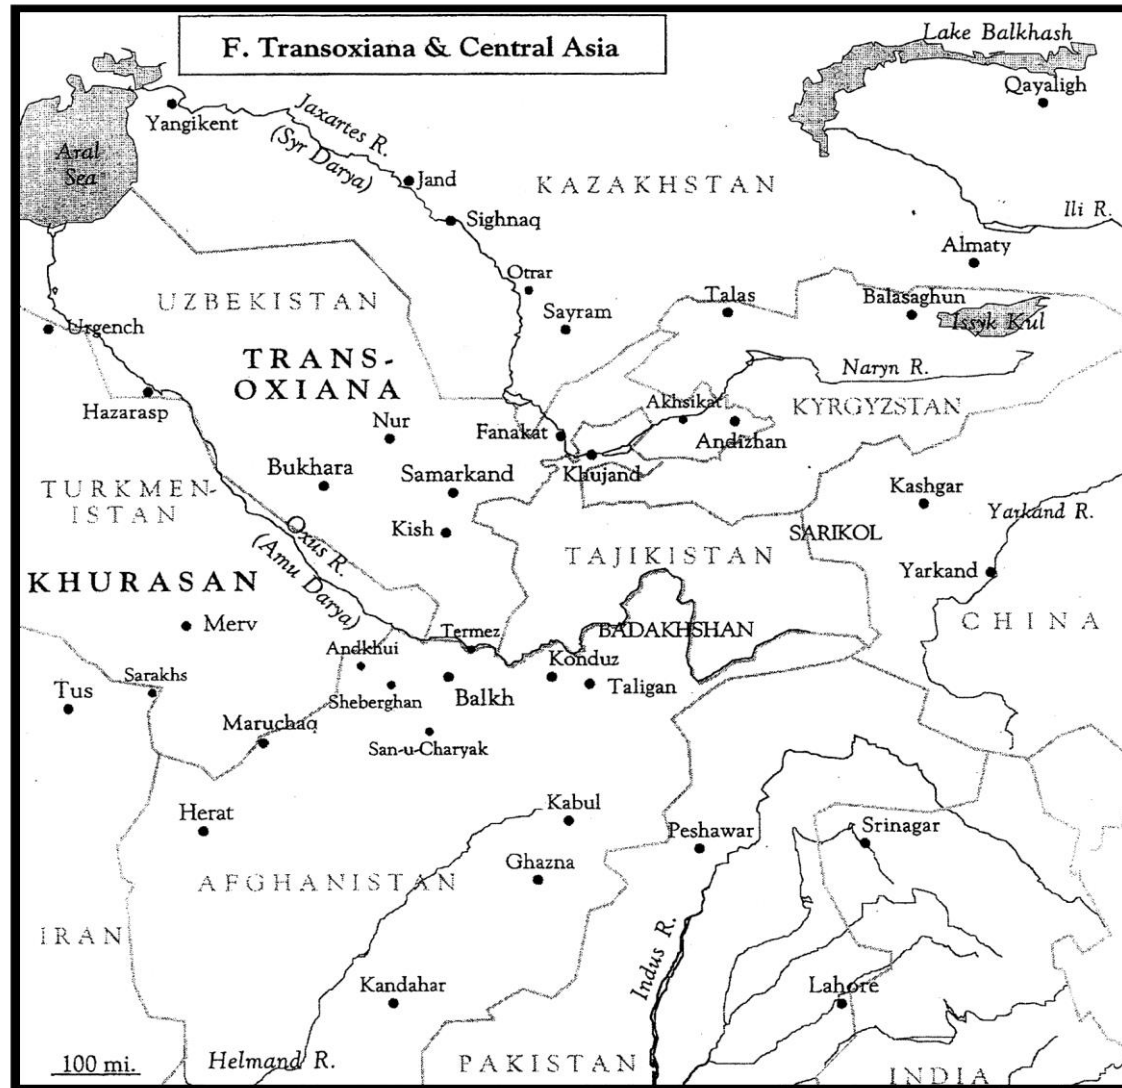 F. Transoxiana & Central Asia
Lake Balkhash
Qayaligh
Yangikent
Jaxartes R.
(Syr Darya)
Aral
Sea
Jand
KAZAKHSTAN
Sighnaq
Ili R.
Almaty
Otrar
UZBEKISTAN
Talas
Balasaghun
Sayram
Issyk Kul
Urgench
TRANS-
OXIANA
Naryn R.
Hazarasp
Akhsikat
KYRGYZSTAN
Nur
Fanakat
Andizhan
Khujand
Bukhara
Samarkand
Kashgar
TURKMEN-
ISTAN
Yarkand R.
Oxus R.
(Amu Darya)
Kish
SARIKOL
TAJIKISTAN
KHURASAN
Yarkand
Merv
CHINA
Termez
BADAKHSHAN
Andkhui
Konduz
Sarakhs
Tus
Sheberghan
Balkh
Taligan
Maruchaq
San-u-Charyak
Herat
Kabul
Peshawar
Srinagar
Ghazna
AFGHANISTAN
IRAN
Indus R.
Kandahar
Lahore
100 mi.
Helmand R.
PAKISTAN
INDIA